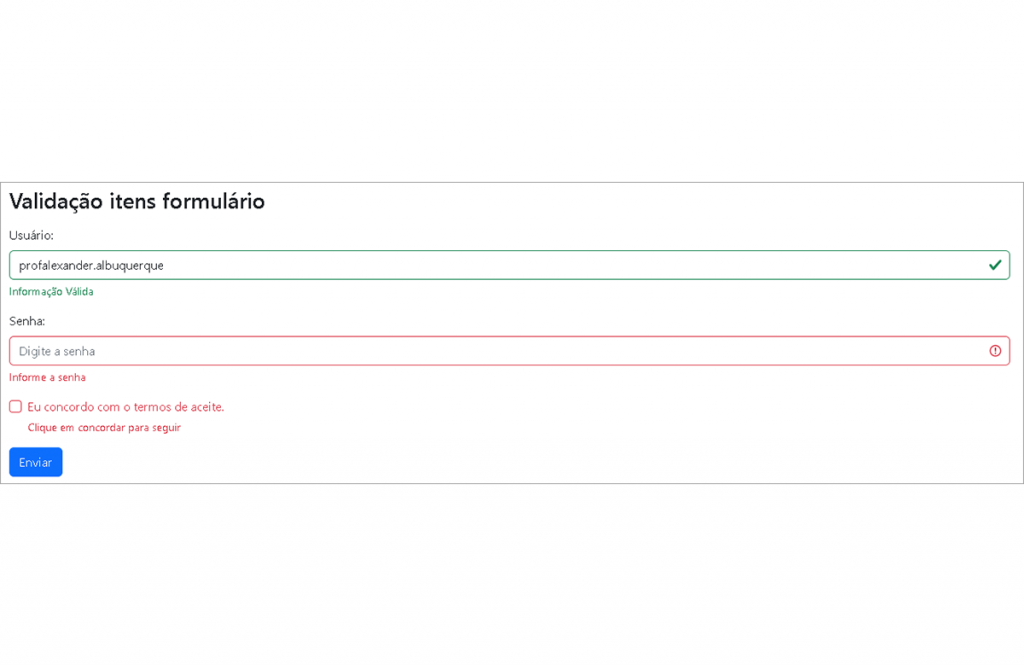 Validação itens formulário
Usuário:
profalexander.albuquerque
Informação Válida
Senha:
Digite a senha
Informe a senha
Eu concordo com o termos de aceite.
Clique em concordar para seguir
Enviar